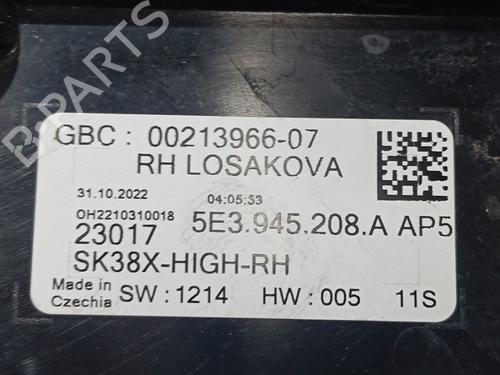 B-PARTS
GBC : 00213966-07
RH LOSAKOVA
31.10.2022 04:05:53
OH2210310018
23017 5E3.945.208.A AP5
SK38X-HIGH-RH
Made in
Czechia SW : 1214 HW : 005 11S